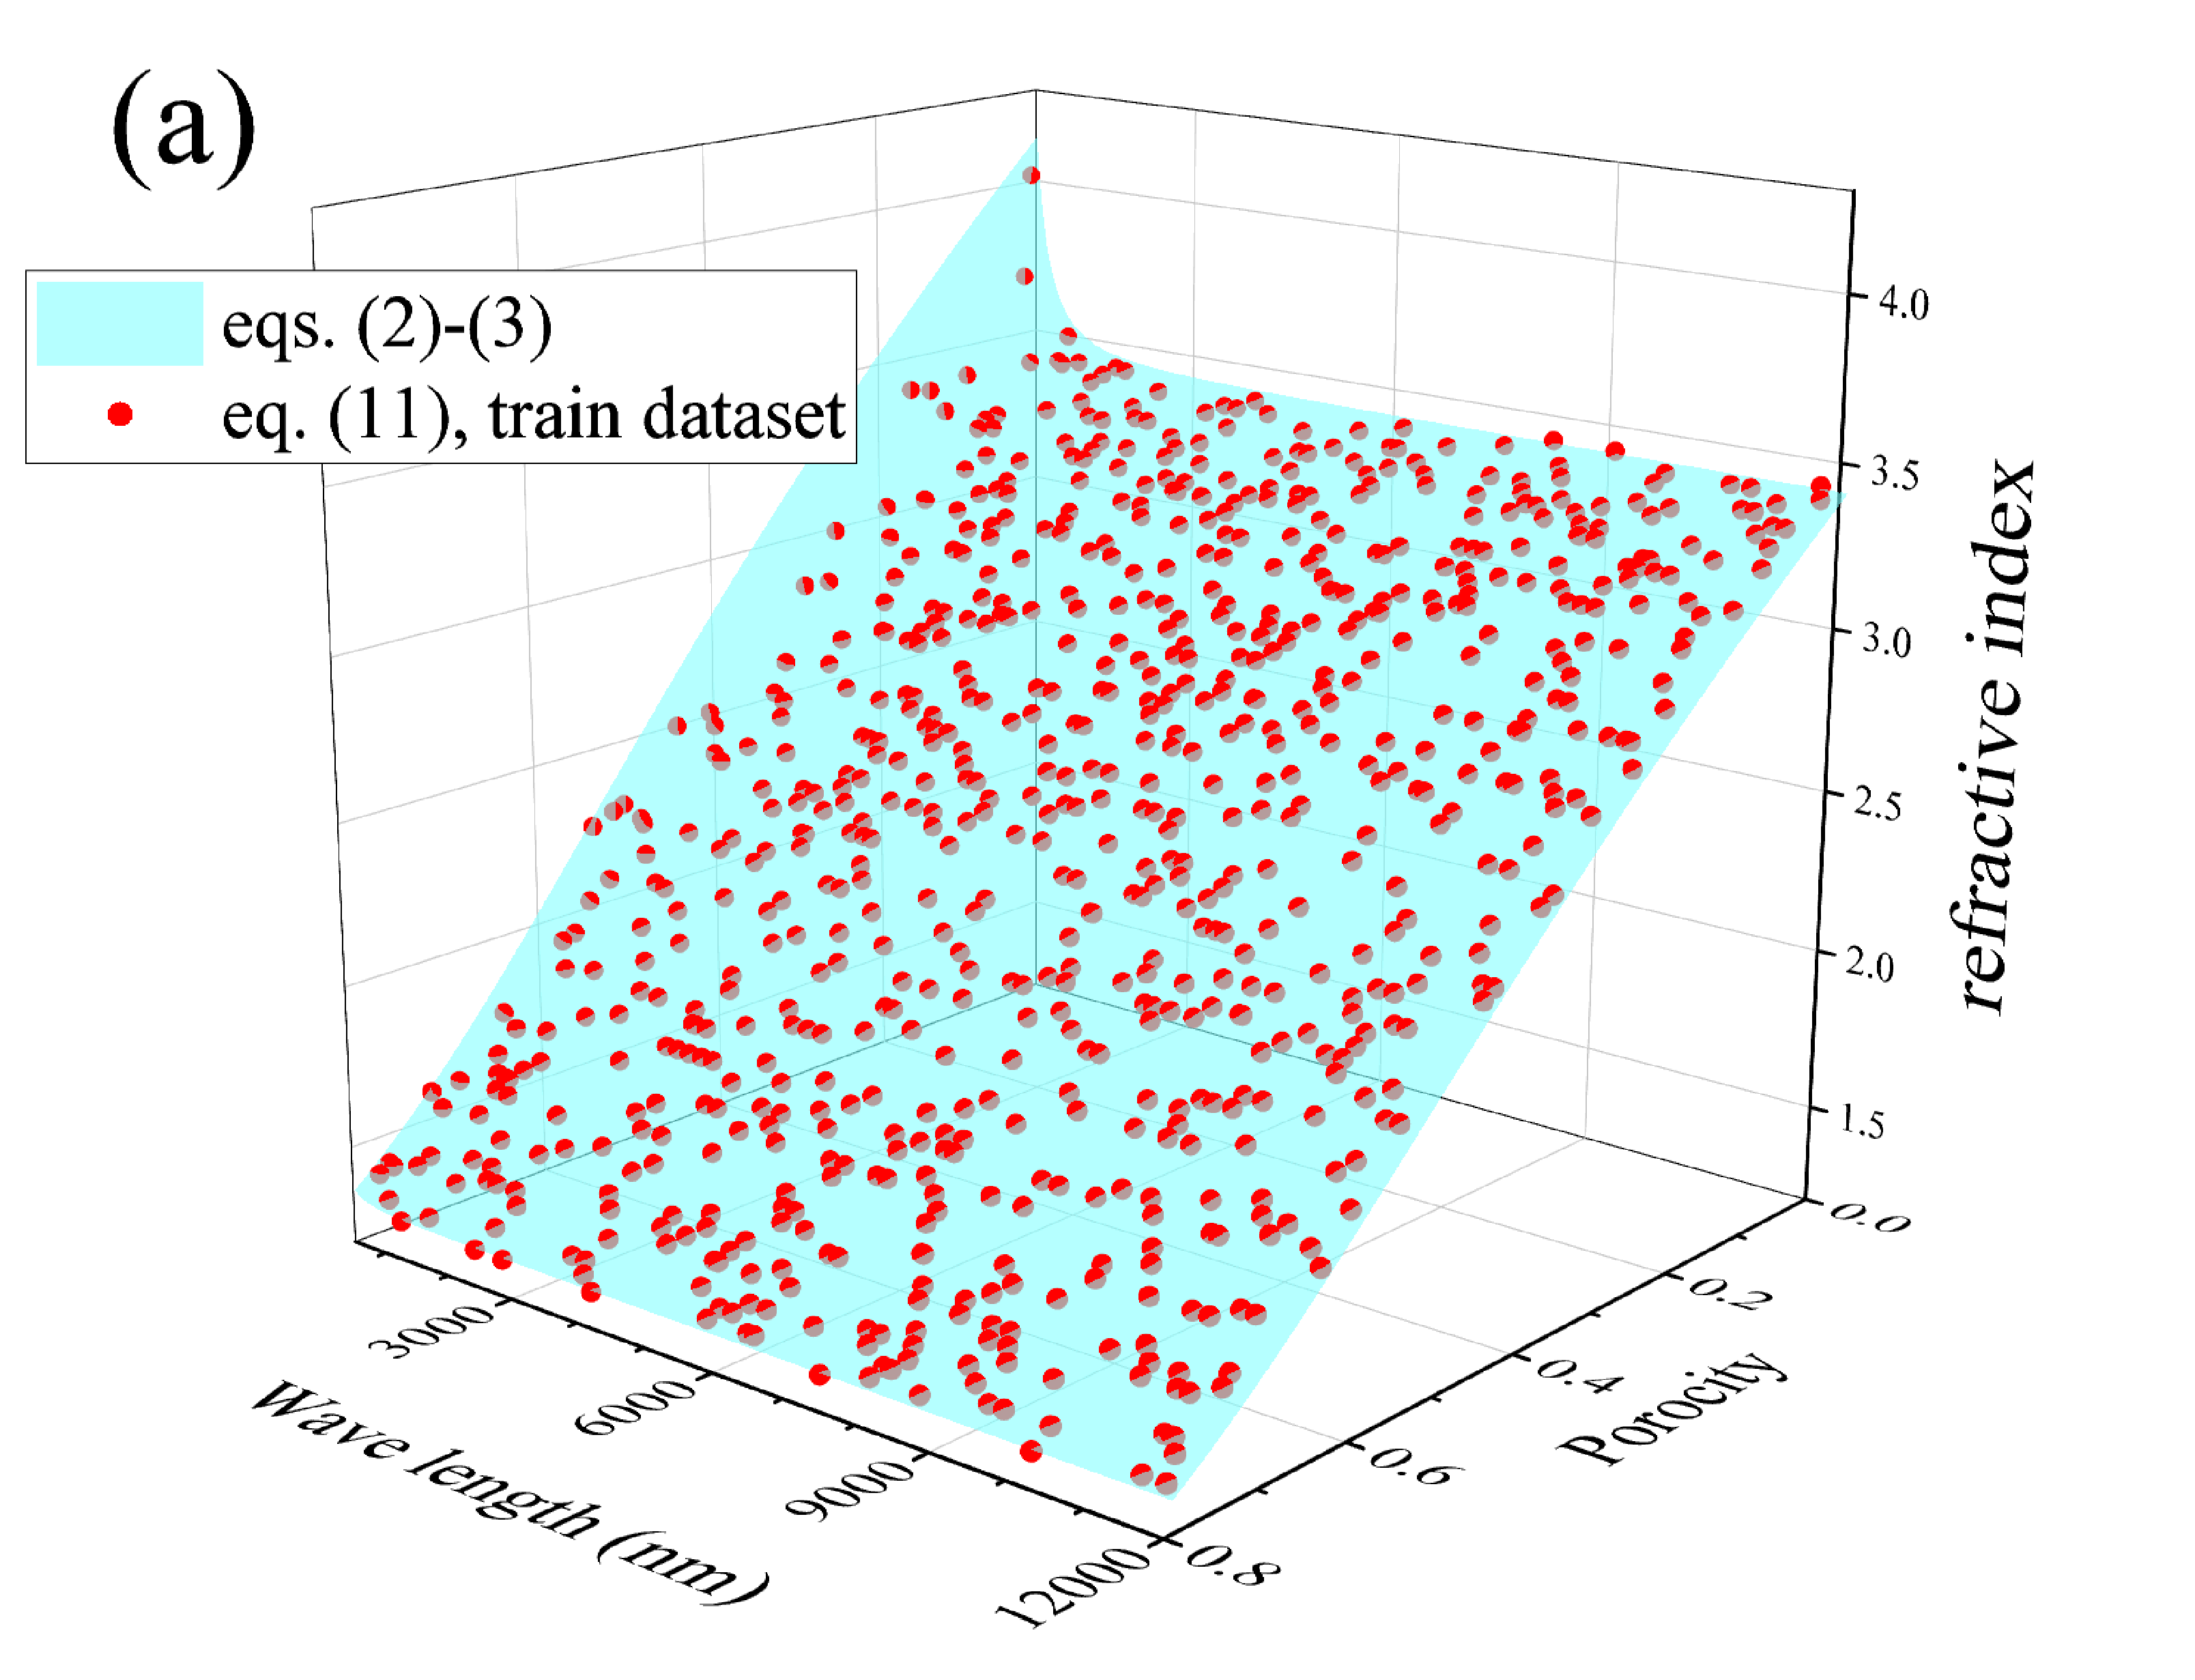 (a)
eqs. (2)-(3)
eq. (11), train dataset
4.0
3.5
3.0
2.5
2.0
1.5
refractive index
0.0
0.2
0.4
0.6
0.8
Porocity
3000
6000
9000
12000
Wave length (nm)